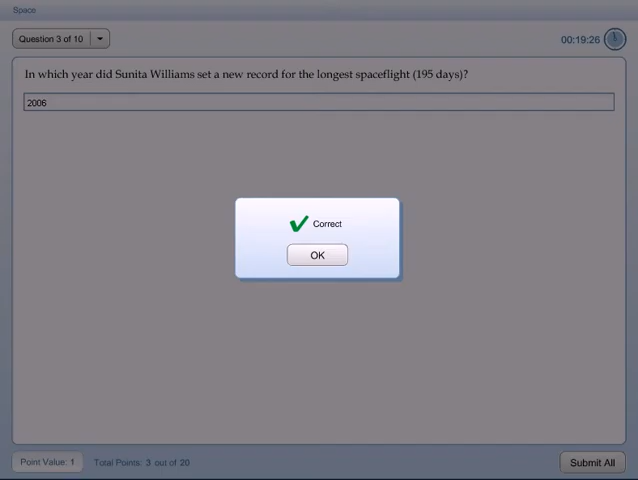 Space
Question 3 of 10
00:19:26
In which year did Sunita Williams set a new record for the longest spaceflight (195 days)?
2006
Correct
OK
Point Value: 1
Total Points: 3 out of 20
Submit All